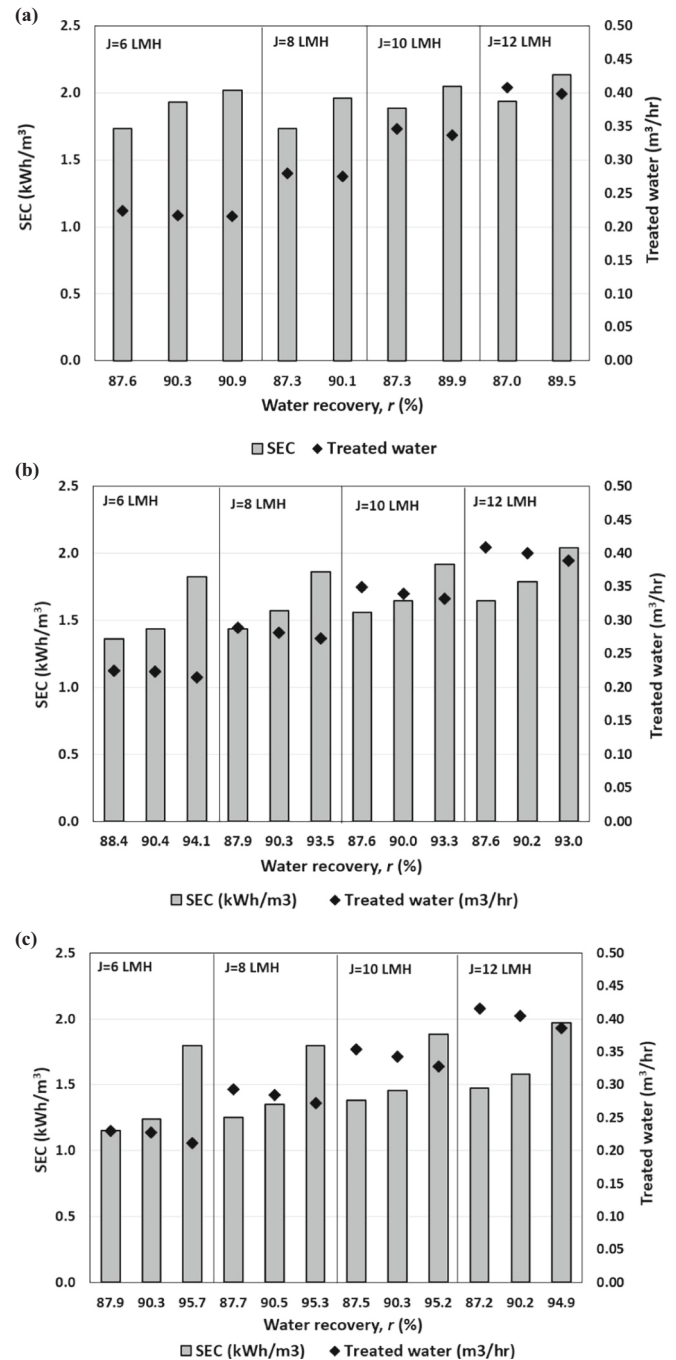 (a)
J=6 LMH J=8 LMH J=10 LMH J=12 LMH
2.5 2.0 1.5 1.0 0.5 0.0
SEC (kWh/m³)
0.50 0.45 0.40 0.35 0.30 0.25 0.20 0.15 0.10 0.05 0.00
Treated water (m³/hr)
87.6 90.3 90.9 87.3 90.1 87.3 89.9 87.0 89.5
Water recovery, r (%)
SEC Treated water
(b)
J=6 LMH J=8 LMH J=10 LMH J=12 LMH
2.5 2.0 1.5 1.0 0.5 0.0
SEC (kWh/m³)
0.50 0.45 0.40 0.35 0.30 0.25 0.20 0.15 0.10 0.05 0.00
Treated water (m³/hr)
88.4 90.4 94.1 87.9 90.3 93.5 87.6 90.0 93.3 87.6 90.2 93.0
Water recovery, r (%)
SEC (kWh/m3) Treated water (m3/hr)
(c)
J=6 LMH J=8 LMH J=10 LMH J=12 LMH
2.5 2.0 1.5 1.0 0.5 0.0
SEC (kWh/m³)
0.50 0.45 0.40 0.35 0.30 0.25 0.20 0.15 0.10 0.05 0.00
Treated water (m³/hr)
87.9 90.3 95.7 87.7 90.5 95.3 87.5 90.3 95.2 87.2 90.2 94.9
Water recovery, r (%)
SEC (kWh/m3) Treated water (m3/hr)